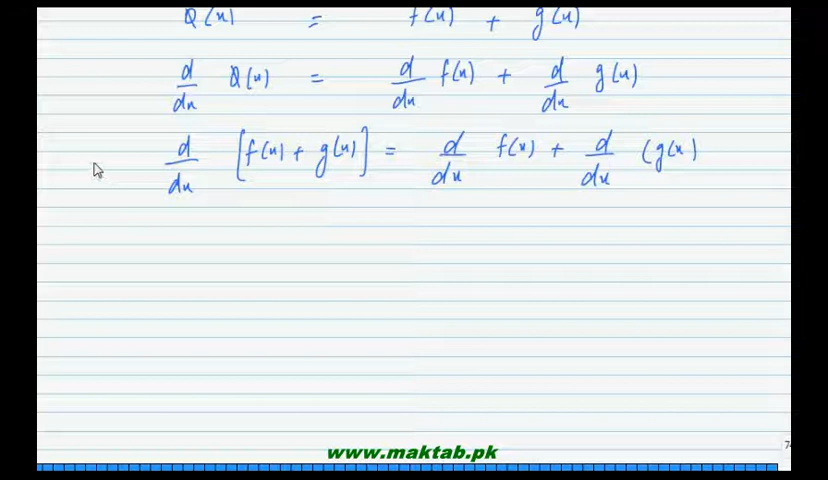 Q(x) = f(x) + g(x)
d/dx Q(x) = d/dx f(x) + d/dx g(x)
d/dx [f(x) + g(x)] = d/dx f(x) + d/dx (g(x)
www.maktab.pk